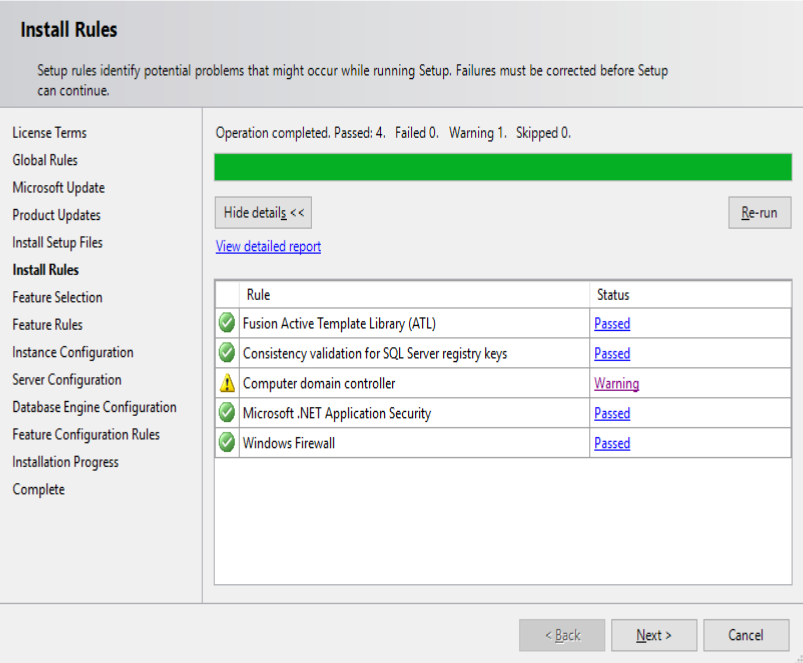 Install Rules
Setup rules identify potential problems that might occur while running Setup. Failures must be corrected before Setup
can continue.
License Terms
Global Rules
Microsoft Update
Product Updates
Install Setup Files
Install Rules
Feature Selection
Feature Rules
Instance Configuration
Server Configuration
Database Engine Configuration
Feature Configuration Rules
Installation Progress
Complete
Operation completed. Passed: 4.   Failed 0.   Warning 1.   Skipped 0.
Hide details <<
Re-run
View detailed report
Rule Status
Fusion Active Template Library (ATL) Passed
Consistency validation for SQL Server registry keys Passed
Computer domain controller Warning
Microsoft .NET Application Security Passed
Windows Firewall Passed
< Back Next > Cancel